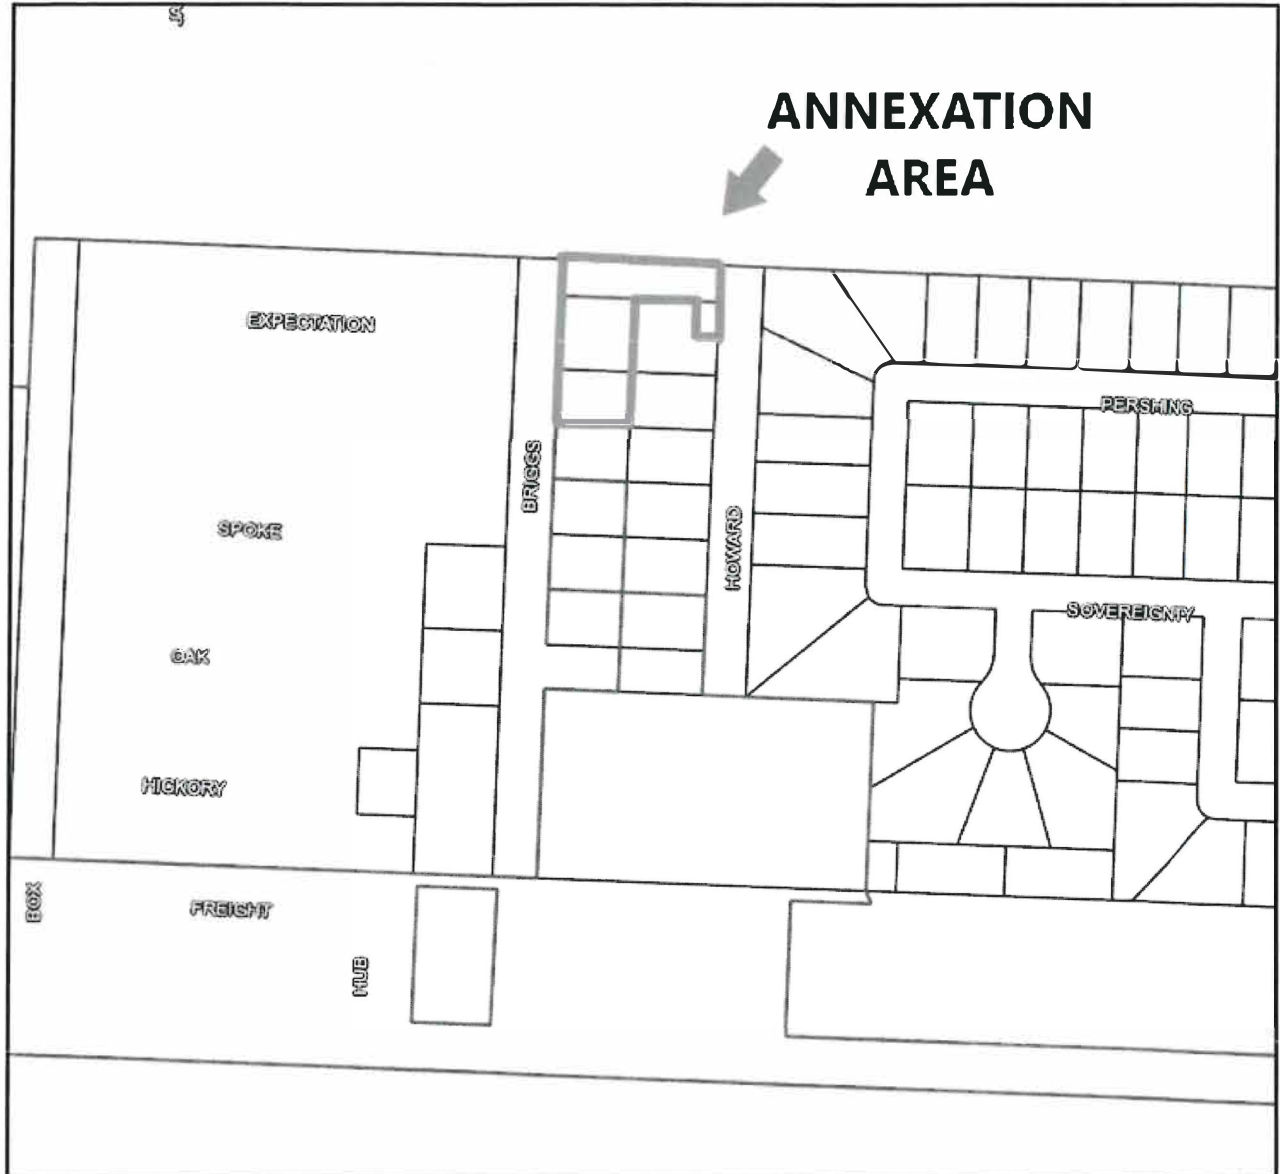 ANNEXATION
AREA
EXPECTATION
PERSHING
BRIGGS
SPOKE
HOWARD
SOVEREIGNTY
OAK
HICKORY
BOX
FREIGHT
HUB